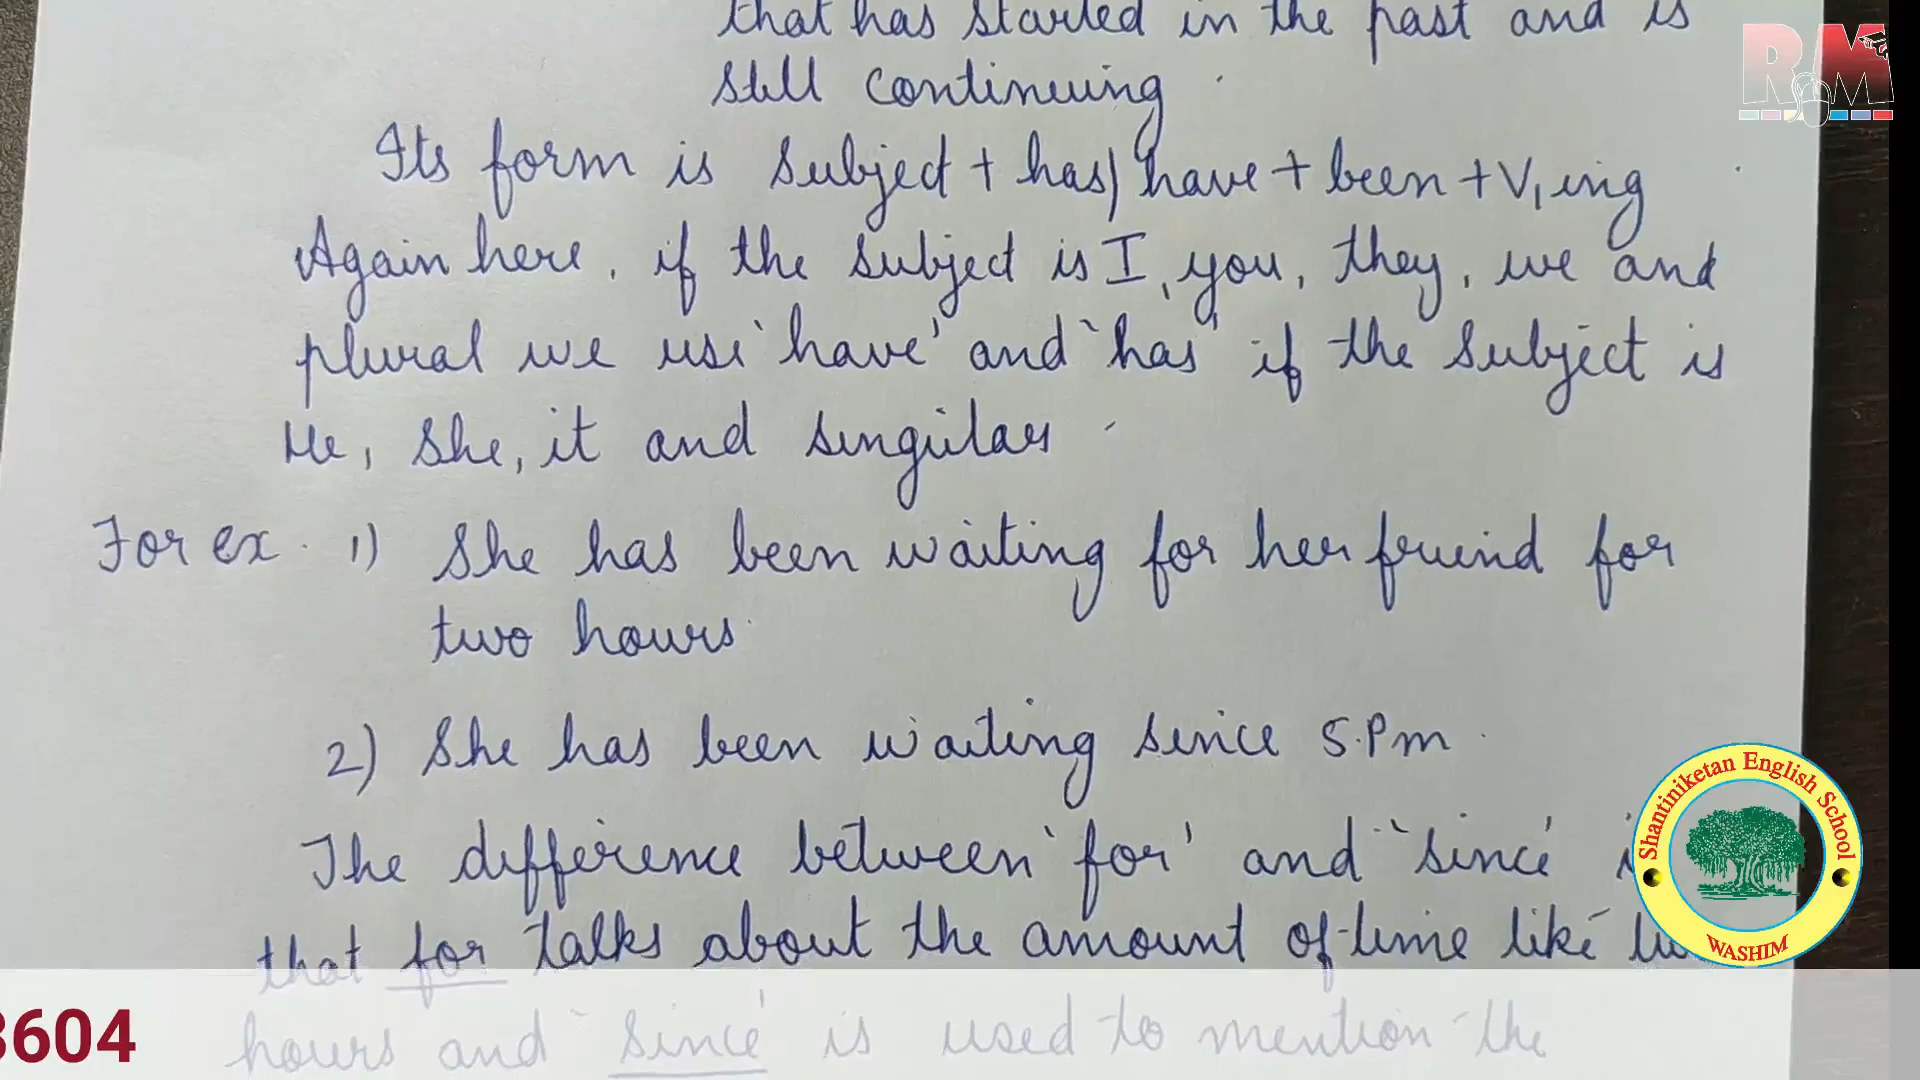 that has started in the past and is
still continuing
Its form is Subject + has/have + been + V1 ing
Again here, if the subject is I, you, they, we and
plural we use 'have' and 'has' if the subject is
He, She, it and singular
For ex. 1) She has been waiting for her friend for
two hours.
2) She has been waiting since 5.Pm.
The difference between 'for' and 'since'
that for talks about the amount of time like
hours and 'since' is used to mention the
RM
Shantiniketan English School
WASHIM
3604